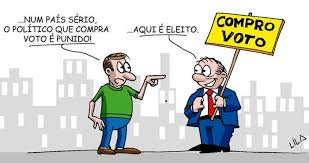 ...NUM PAÍS SÉRIO,
O POLÍTICO QUE COMPRA
VOTO É PUNIDO!
...AQUI É ELEITO.
COMPRO
VOTO
LILA